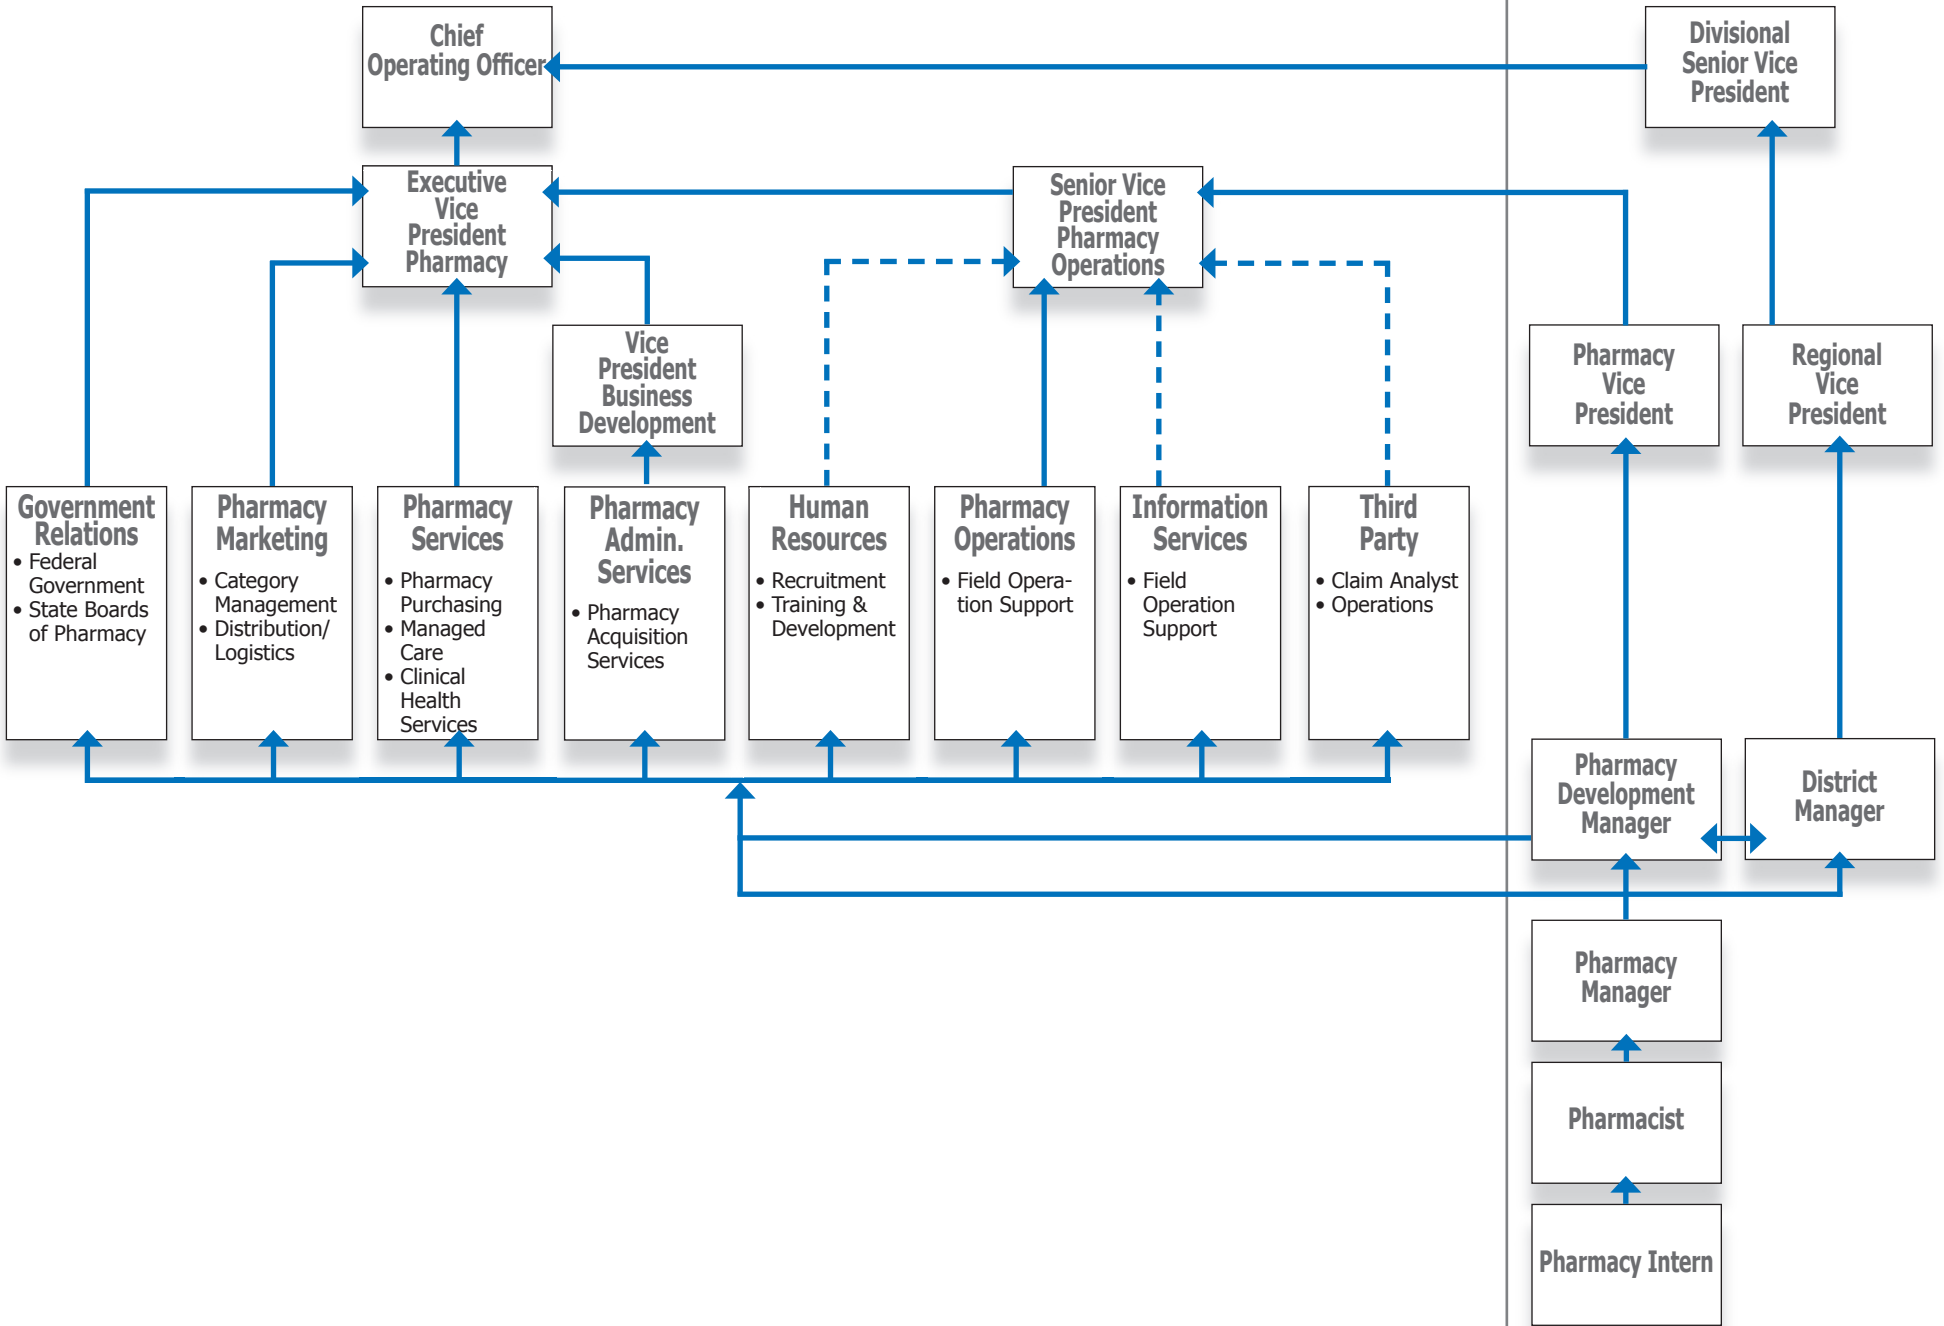 Chief
Operating Officer
Divisional
Senior Vice
President
Executive
Vice
President
Pharmacy
Senior Vice
President
Pharmacy
Operations
Vice
President
Business
Development
Pharmacy
Vice
President
Regional
Vice
President
Government
Relations
• Federal
Government
• State Boards
of Pharmacy
Pharmacy
Marketing
• Category
Management
• Distribution/
Logistics
Pharmacy
Services
• Pharmacy
Purchasing
• Managed
Care
• Clinical
Health
Services
Pharmacy
Admin.
Services
• Pharmacy
Acquisition
Services
Human
Resources
• Recruitment
• Training &
Development
Pharmacy
Operations
• Field Opera-
tion Support
Information
Services
• Field
Operation
Support
Third
Party
• Claim Analyst
• Operations
Pharmacy
Development
Manager
District
Manager
Pharmacy
Manager
Pharmacist
Pharmacy Intern